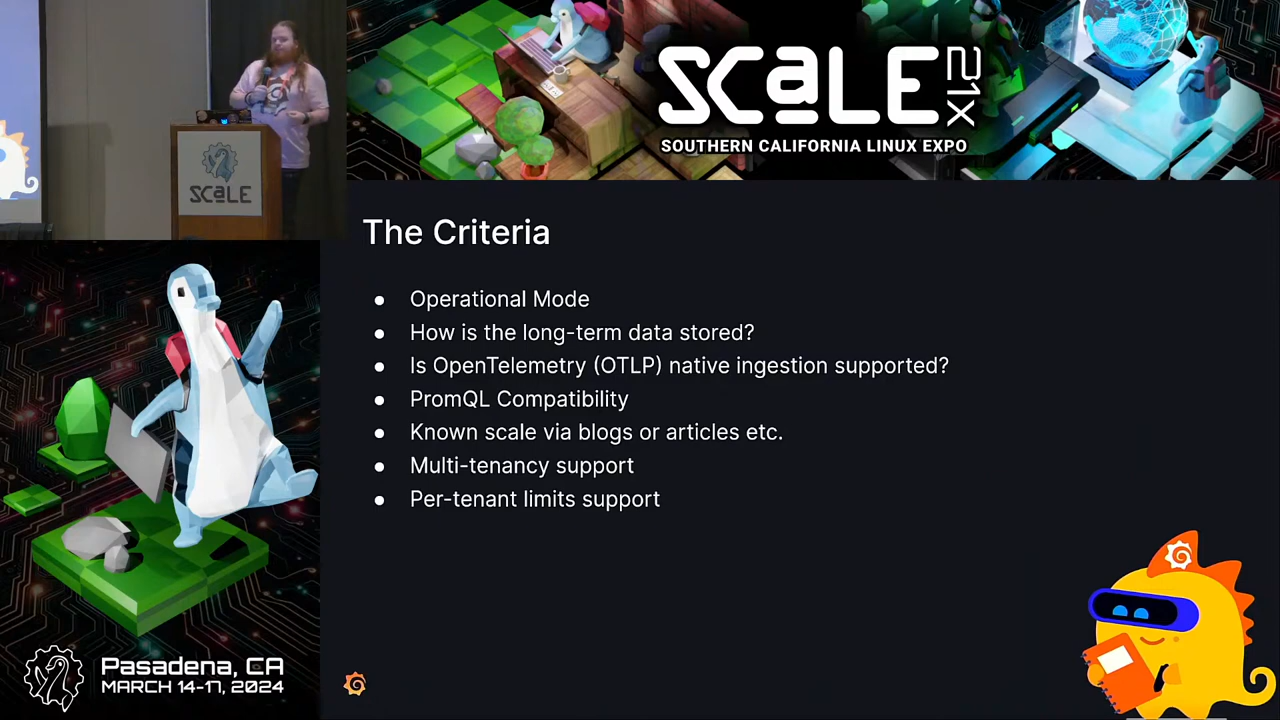 SCaLE 21x
SOUTHERN CALIFORNIA LINUX EXPO
SCaLE
The Criteria
Operational Mode
How is the long-term data stored?
Is OpenTelemetry (OTLP) native ingestion supported?
PromQL Compatibility
Known scale via blogs or articles etc.
Multi-tenancy support
Per-tenant limits support
Pasadena, CA
MARCH 14-17, 2024